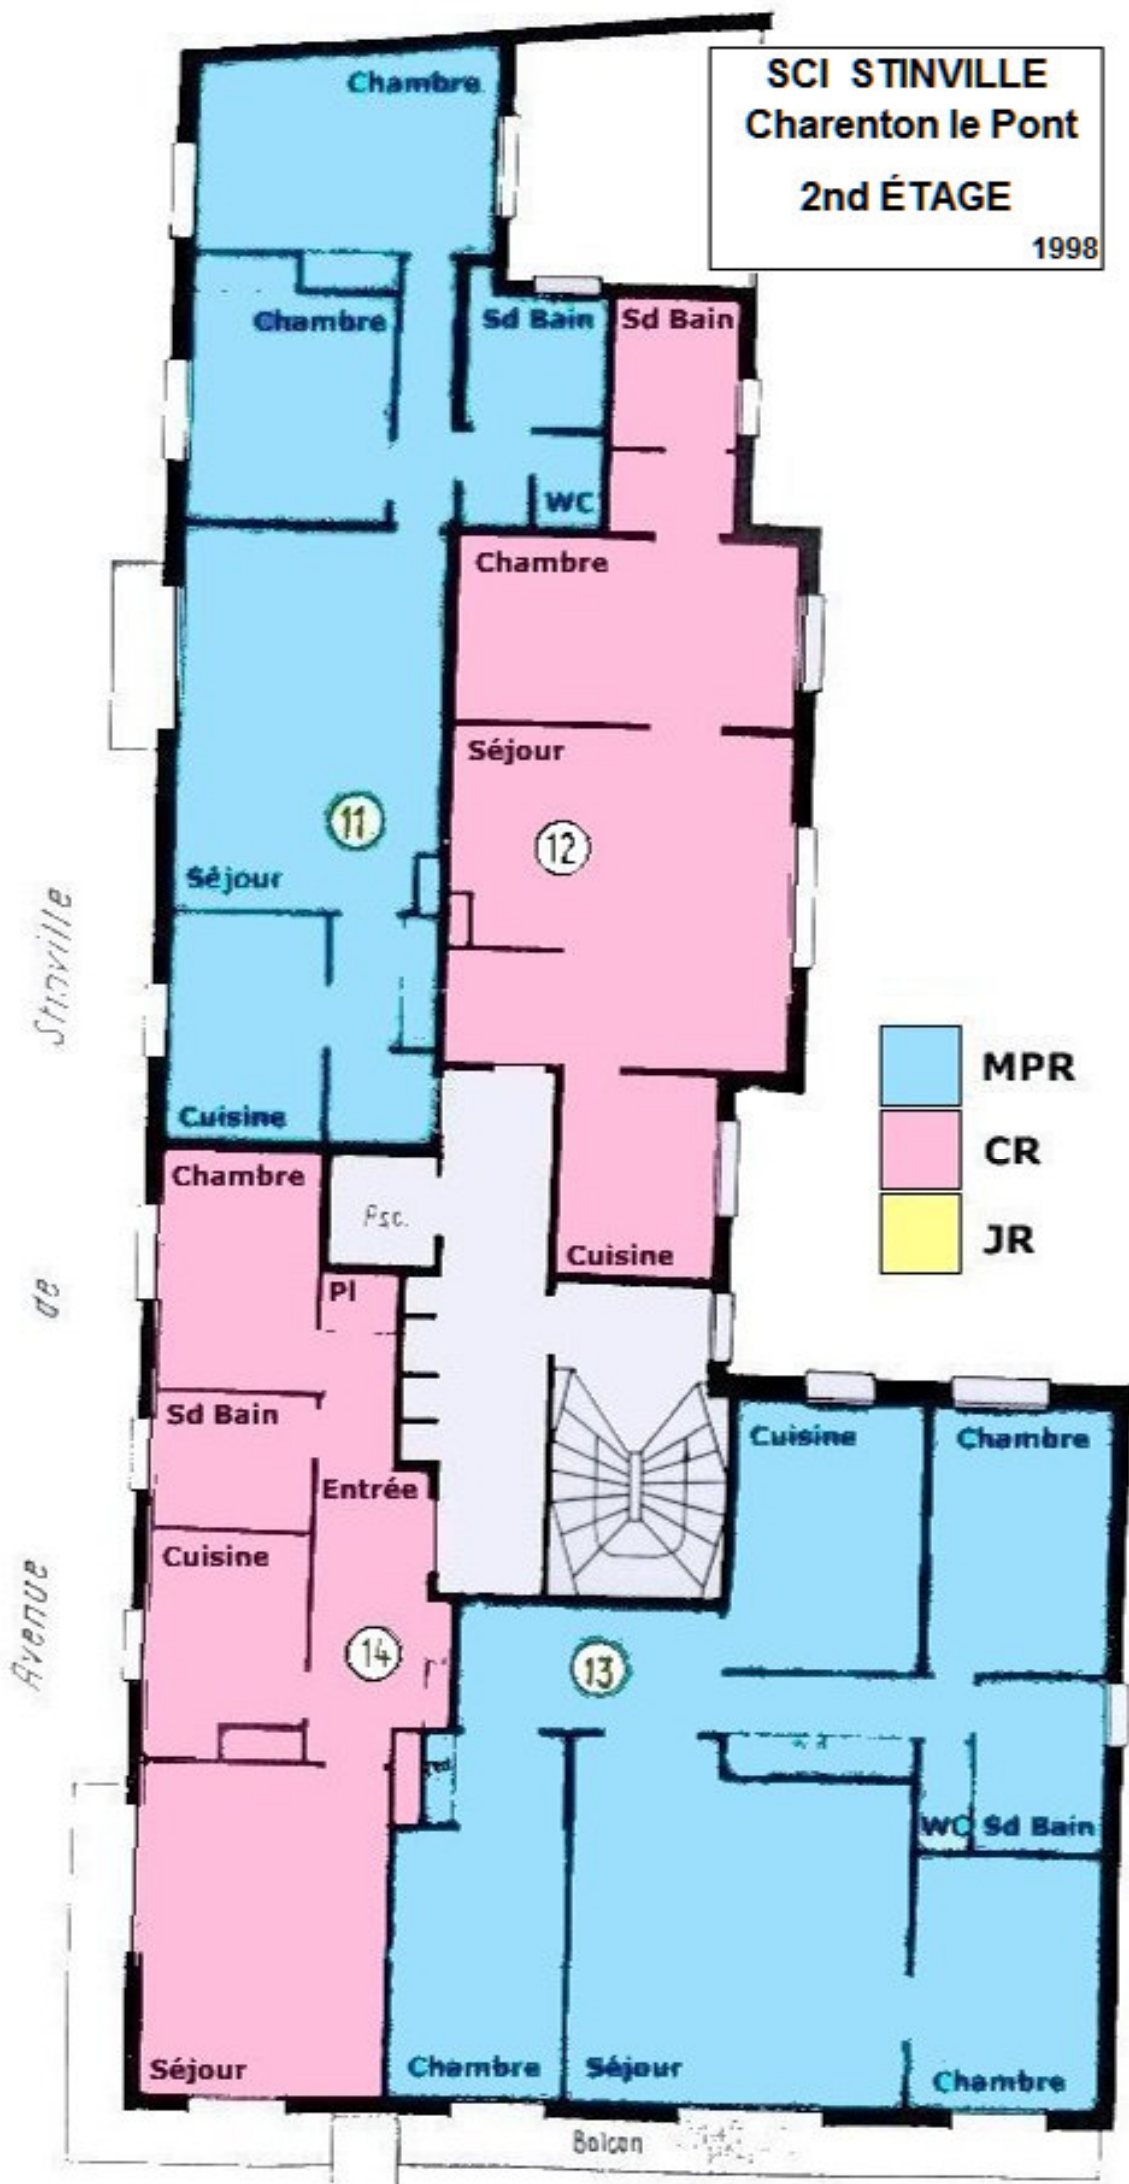 SCI STINVILLE
Charenton le Pont
2nd ÉTAGE
1998
Chambre
Chambre
Sd Bain
Sd Bain
WC
Chambre
Séjour
11
12
Séjour
Cuisine
MPR
CR
JR
Chambre
Asc.
Cuisine
Pl
Sd Bain
Entrée
Cuisine
Chambre
Cuisine
14
13
WC
Sd Bain
Séjour
Chambre
Séjour
Chambre
Balcon
Avenue
de
Stinville